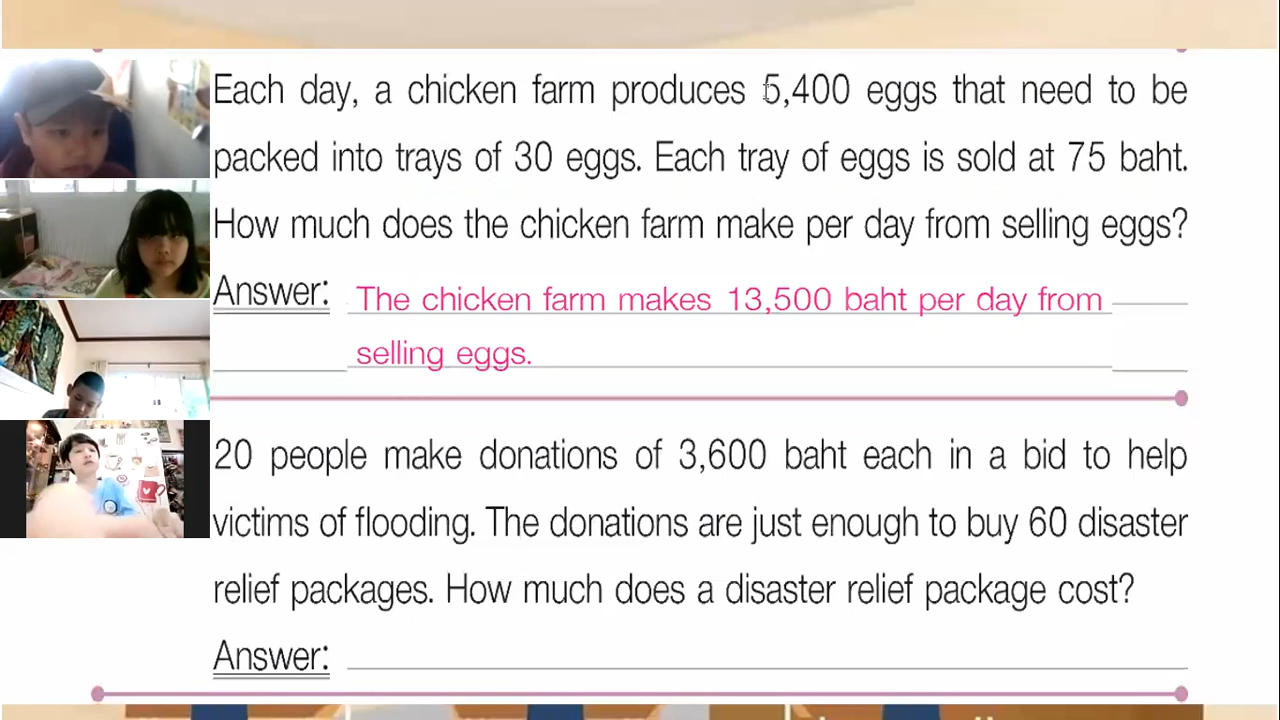 Each day, a chicken farm produces 5,400 eggs that need to be
packed into trays of 30 eggs. Each tray of eggs is sold at 75 baht.
How much does the chicken farm make per day from selling eggs?
Answer: The chicken farm makes 13,500 baht per day from
selling eggs.
20 people make donations of 3,600 baht each in a bid to help
victims of flooding. The donations are just enough to buy 60 disaster
relief packages. How much does a disaster relief package cost?
Answer: